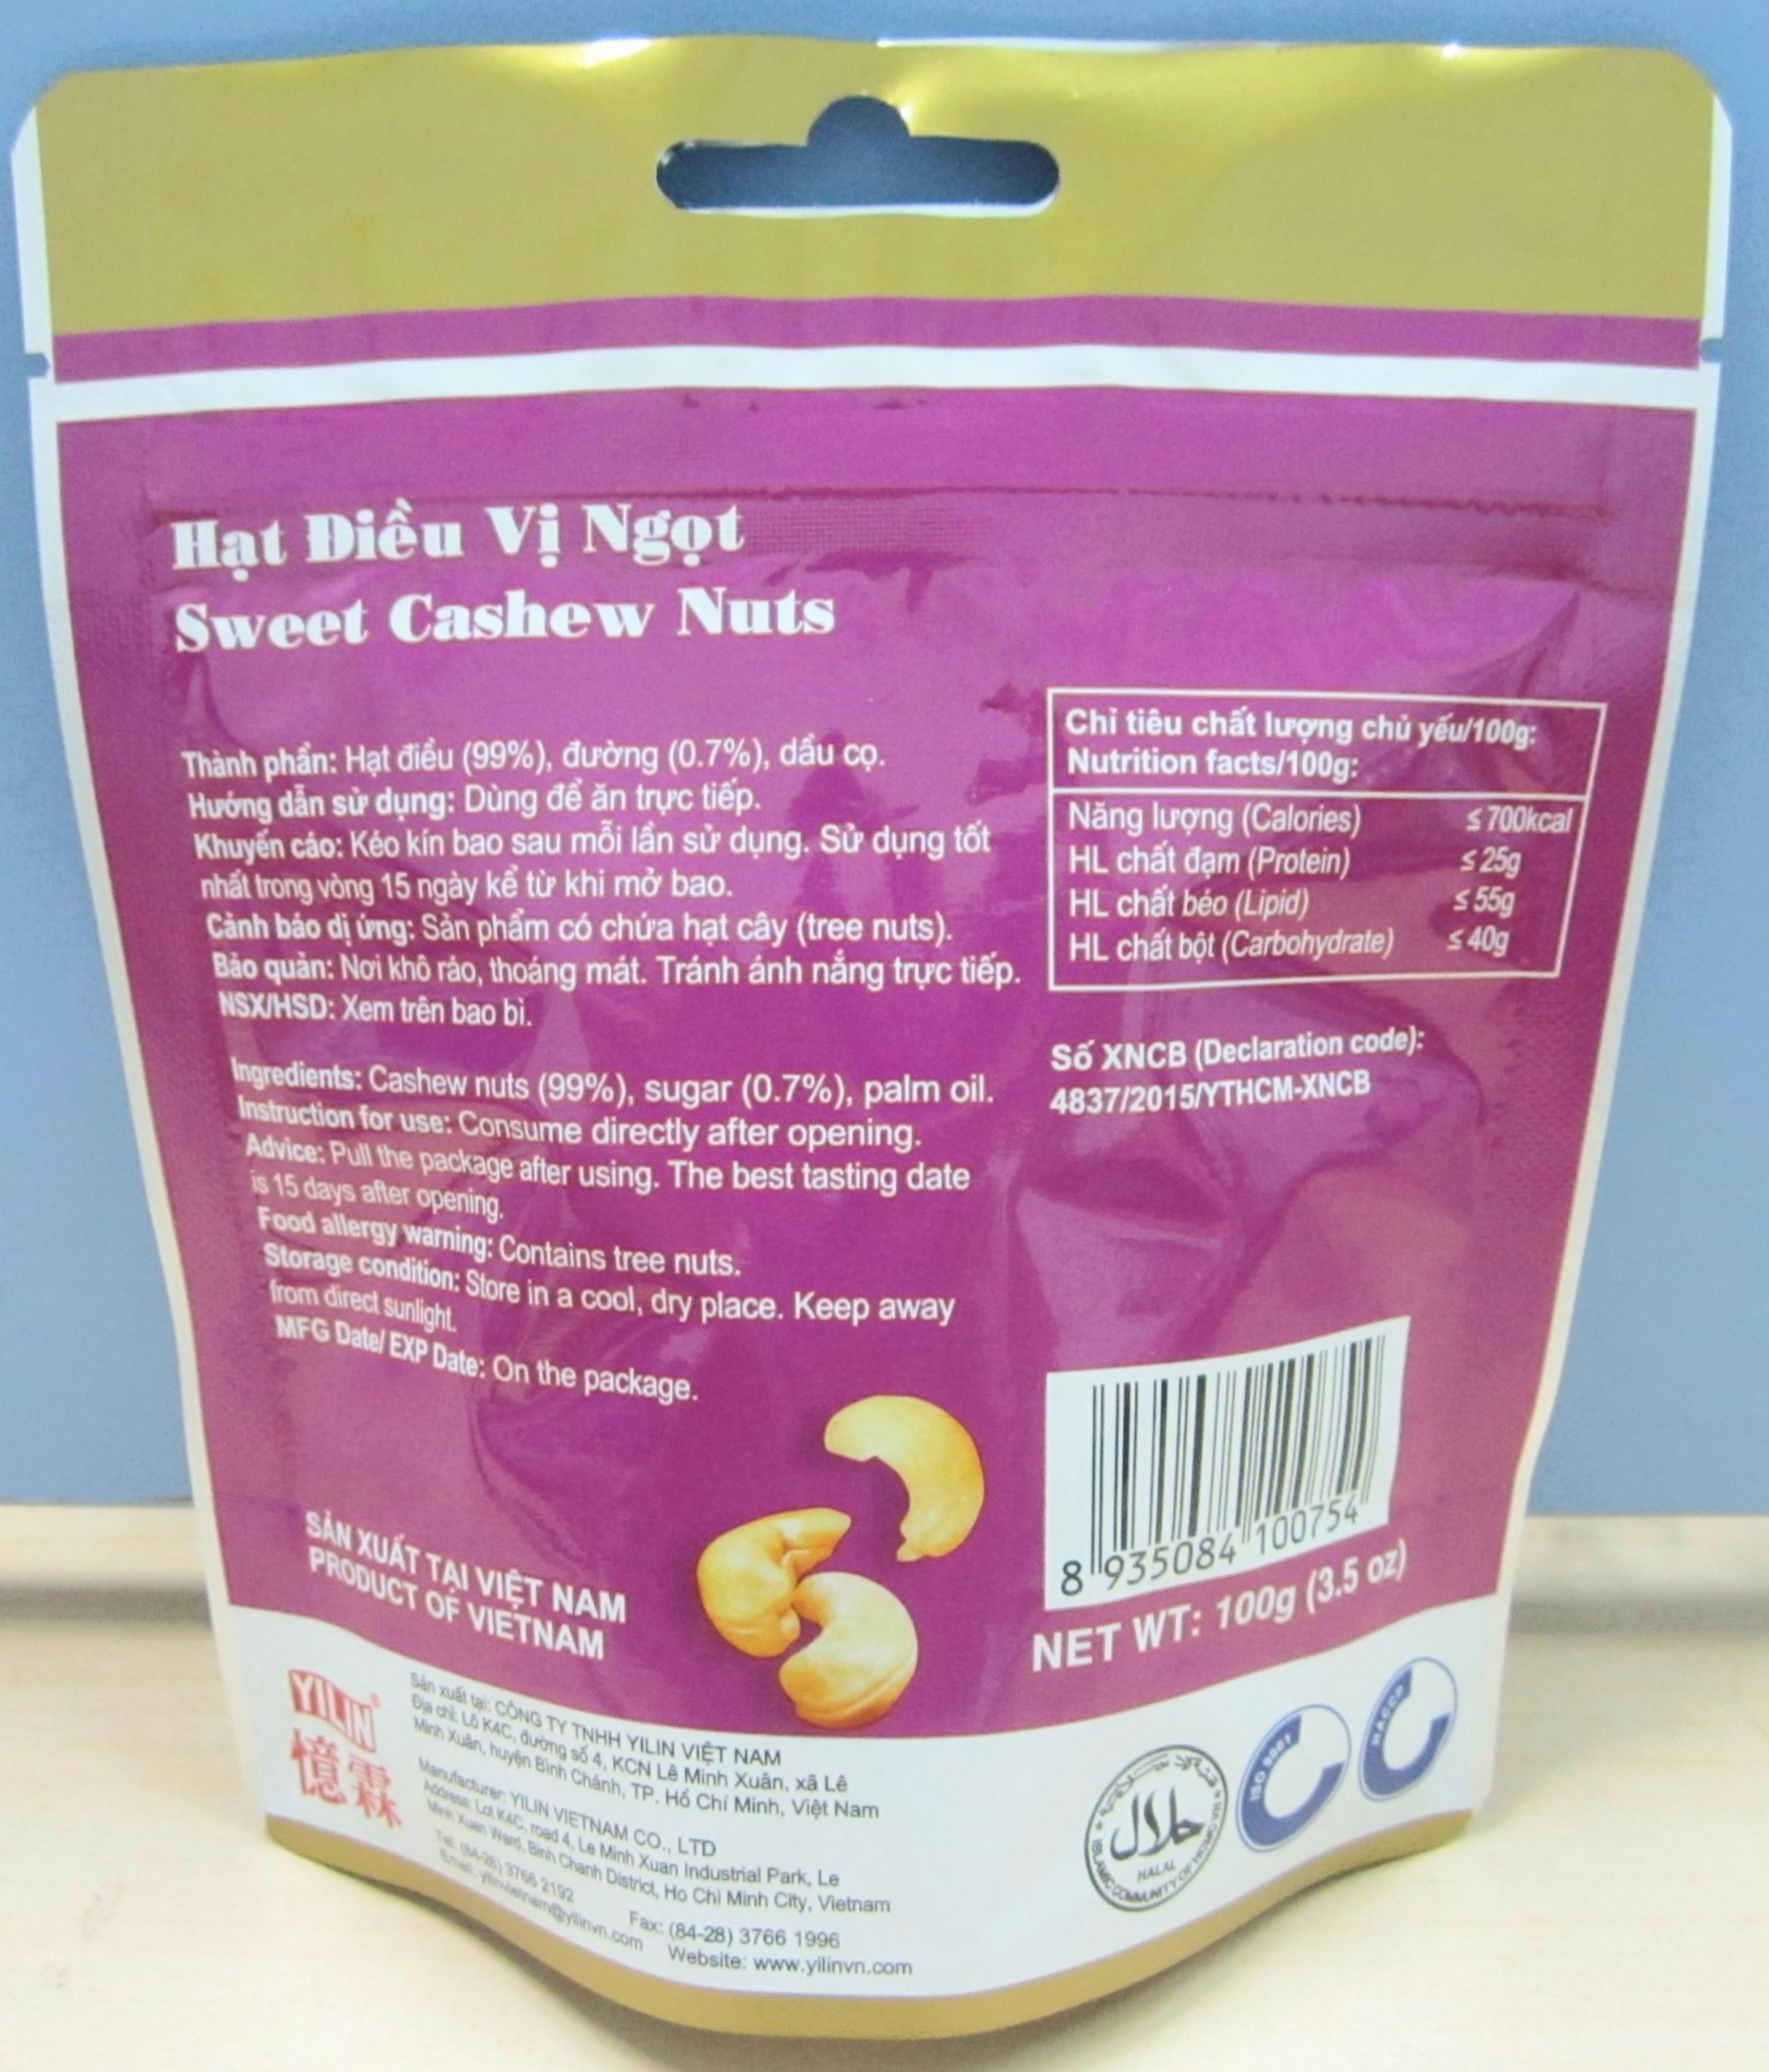 Hạt Điều Vị Ngọt
Sweet Cashew Nuts
Thành phần: Hạt điều (99%), đường (0.7%), dầu cọ.
Hướng dẫn sử dụng: Dùng để ăn trực tiếp.
Khuyến cáo: Kéo kín bao sau mỗi lần sử dụng. Sử dụng tốt
nhất trong vòng 15 ngày kể từ khi mở bao.
Cảnh báo dị ứng: Sản phẩm có chứa hạt cây (tree nuts).
Bảo quản: Nơi khô ráo, thoáng mát. Tránh ánh nắng trực tiếp.
NSX/HSD: Xem trên bao bì.
Ingredients: Cashew nuts (99%), sugar (0.7%), palm oil.
Instruction for use: Consume directly after opening.
Advice: Pull the package after using. The best tasting date
is 15 days after opening.
Food allergy warning: Contains tree nuts.
Storage condition: Store in a cool, dry place. Keep away
from direct sunlight.
MFG Date/ EXP Date: On the package.
Chỉ tiêu chất lượng chủ yếu/100g:
Nutrition facts/100g:
Năng lượng (Calories) ≤ 700kcal
HL chất đạm (Protein) ≤ 25g
HL chất béo (Lipid) ≤ 55g
HL chất bột (Carbohydrate) ≤ 40g
Số XNCB (Declaration code):
4837/2015/YTHCM-XNCB
8 935084 100754
NET WT: 100g (3.5 oz)
SẢN XUẤT TẠI VIỆT NAM
PRODUCT OF VIETNAM
YILIN®
憶霖
Sản xuất tại: CÔNG TY TNHH YILIN VIỆT NAM
Địa chỉ: Lô K4C, đường số 4, KCN Lê Minh Xuân, xã Lê
Minh Xuân, huyện Bình Chánh, TP. Hồ Chí Minh, Việt Nam
Manufacturer: YILIN VIETNAM CO., LTD
Address: Lot K4C, road 4, Le Minh Xuan Industrial Park, Le
Minh Xuan Ward, Binh Chanh District, Ho Chi Minh City, Vietnam
Tel: (84-28) 3766 2192 Fax: (84-28) 3766 1996
Email: yilinvietnam@yilinvn.com Website: www.yilinvn.com
حلال
HALAL
ISLAMIC COMMUNITY OF HCMC VN
ISO 9001
HACCP